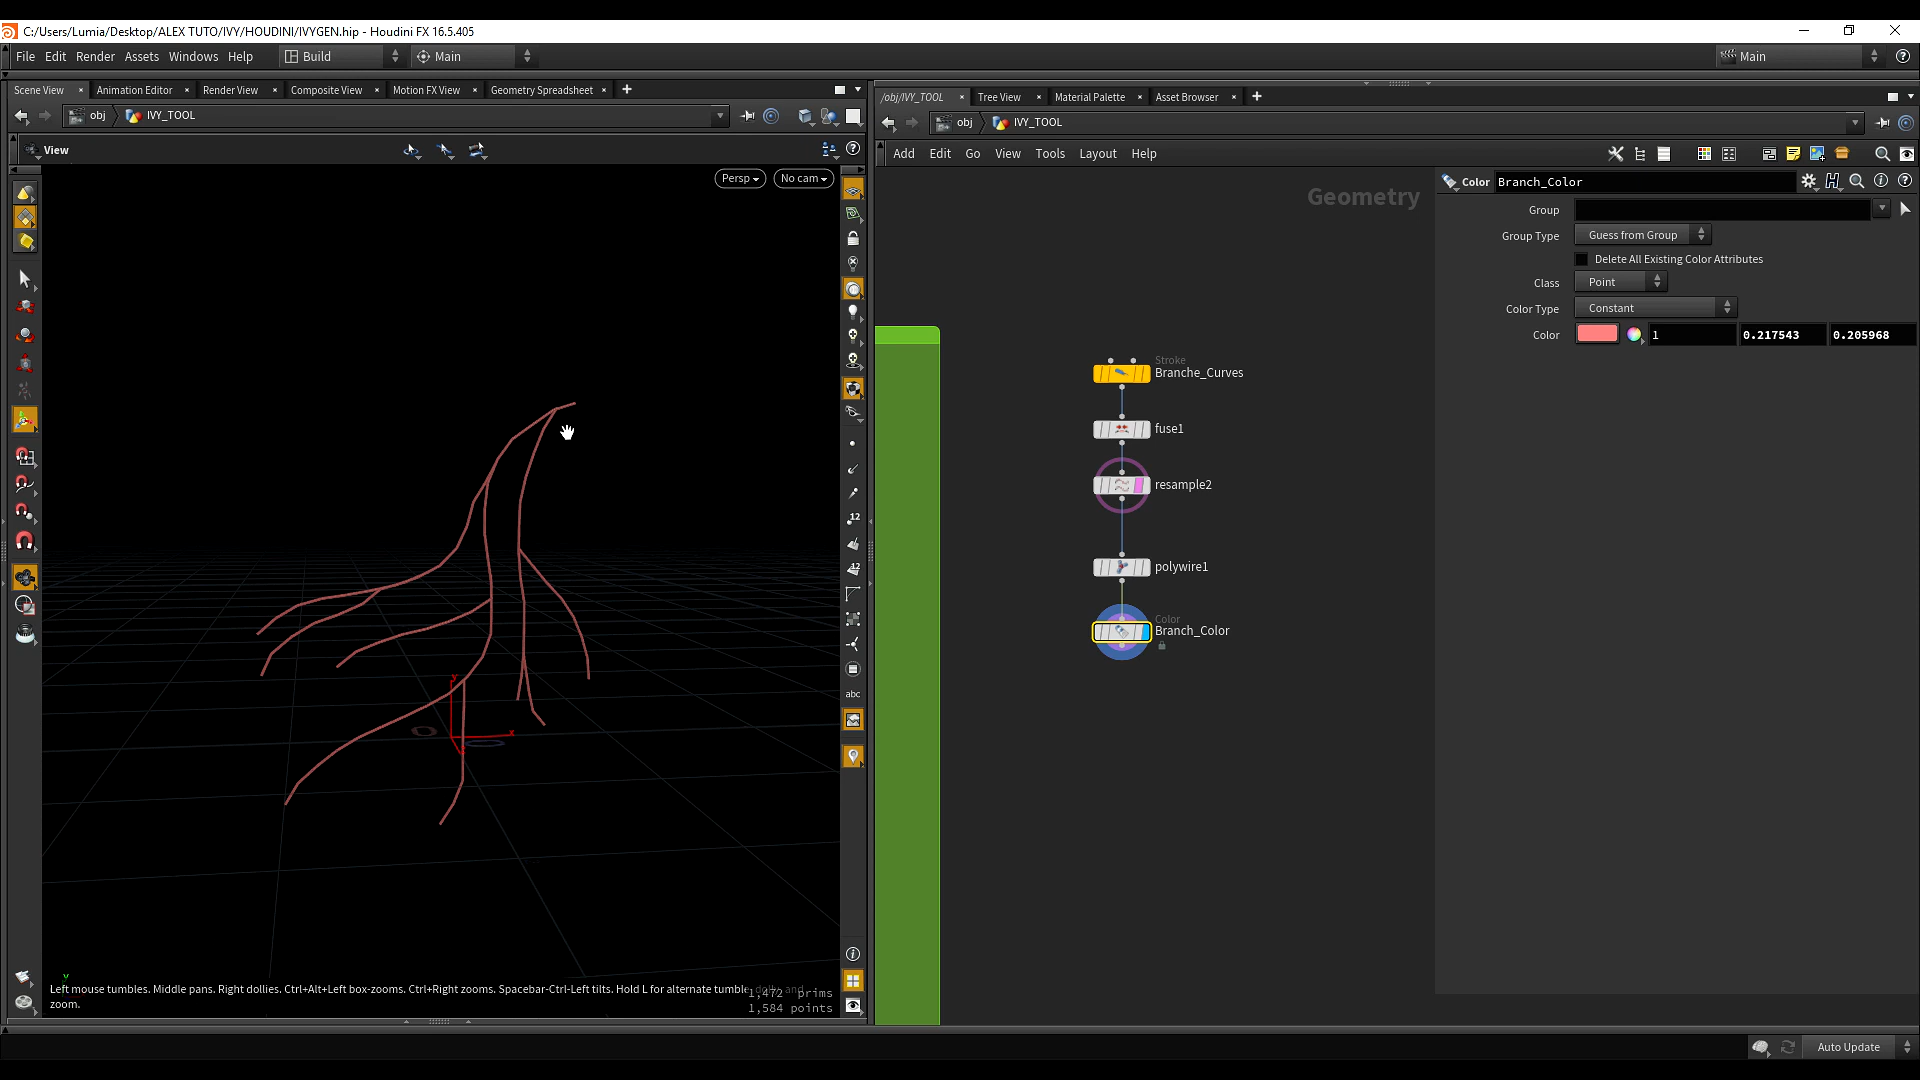 C:/Users/Lumia/Desktop/ALEX TUTO/IVY/HOUDINI/IVYGEN.hip - Houdini FX 16.5.405
File Edit Render Assets Windows Help Build Main Main
Scene View Animation Editor Render View Composite View Motion FX View Geometry Spreadsheet
obj IVY_TOOL
View
Persp No cam
12
12
abc
y
x
y
Left mouse tumbles. Middle pans. Right dollies. Ctrl+Alt+Left box-zooms. Ctrl+Right zooms. Spacebar-Ctrl-Left tilts. Hold L for alternate tumble, dolly, and
zoom.
1,472 prims
1,584 points
/obj/IVY_TOOL Tree View Material Palette Asset Browser
obj IVY_TOOL
Add Edit Go View Tools Layout Help
Geometry
Stroke
Branche_Curves
fuse1
resample2
polywire1
Color
Branch_Color
Color Branch_Color
Group
Group Type Guess from Group
Delete All Existing Color Attributes
Class Point
Color Type Constant
Color 1 0.217543 0.205968
Auto Update